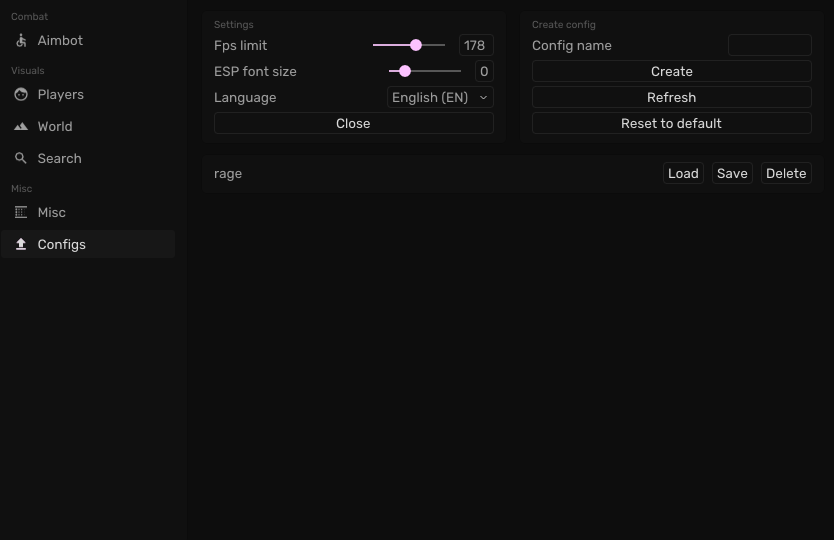 Combat
Aimbot
Visuals
Players
World
Search
Misc
Misc
Configs
Settings
Fps limit 178
ESP font size 0
Language English (EN)
Close
Create config
Config name
Create
Refresh
Reset to default
rage Load Save Delete